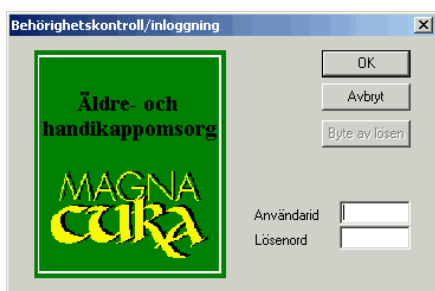 Behörighetskontroll/inloggning
Äldre- och
handikappomsorg
MAGNA
CURA
OK
Avbryt
Byte av lösen
Användarid
Lösenord